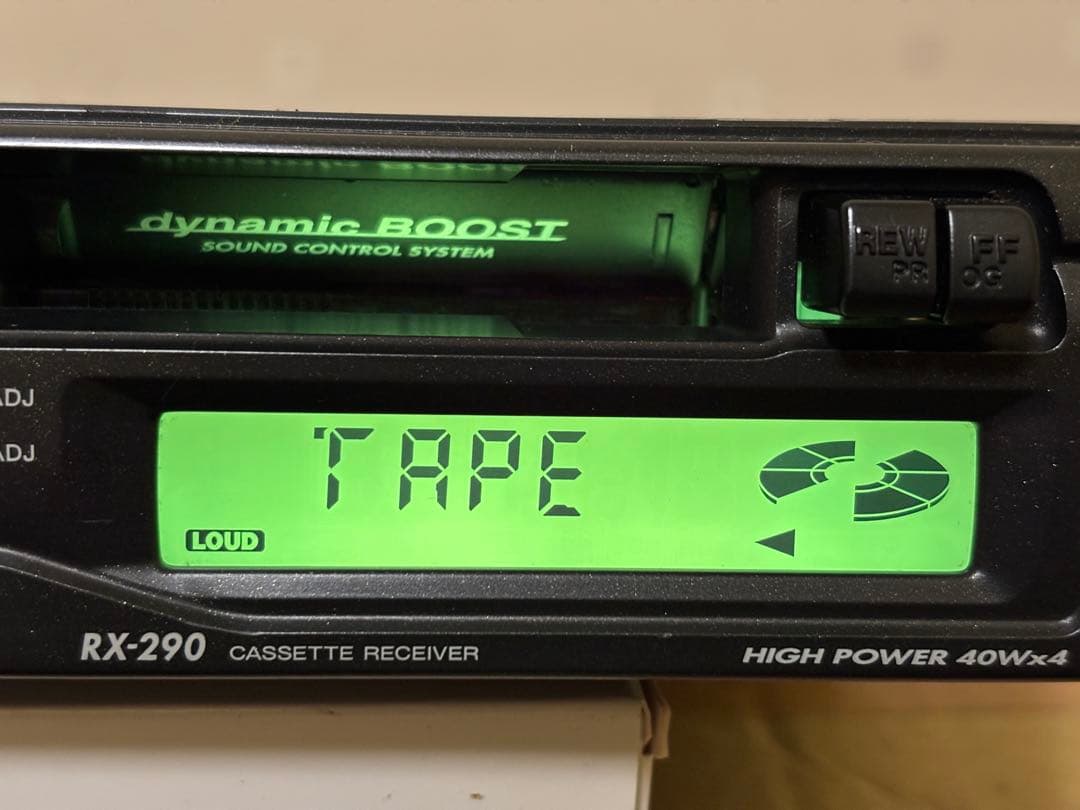 dynamic BOOST
SOUND CONTROL SYSTEM
REW
PR
FF
OG
ADJ
ADJ
TAPE
LOUD
RX-290 CASSETTE RECEIVER
HIGH POWER 40Wx4